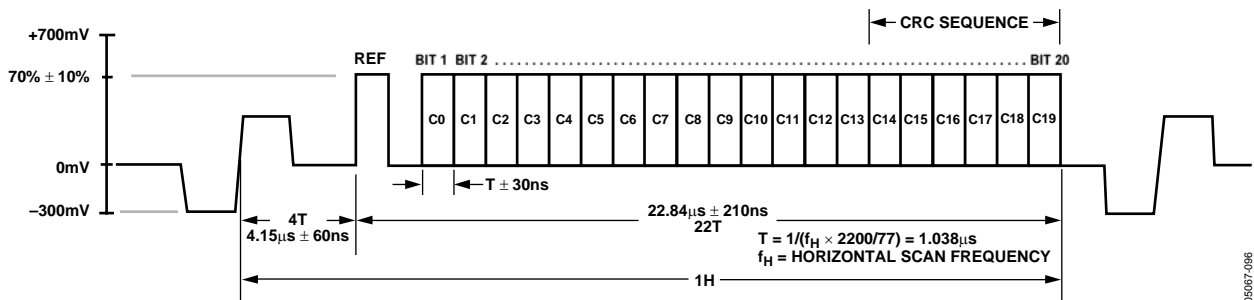 CRC SEQUENCE
+700mV
REF
BIT 1 BIT 2 . . . . . . . . . . . . . . . . . . . . . . . . . . . . . . . . . . . . . . . . BIT 20
70% ± 10%
C0 C1 C2 C3 C4 C5 C6 C7 C8 C9 C10 C11 C12 C13 C14 C15 C16 C17 C18 C19
0mV
T ± 30ns
–300mV
4T
4.15µs ± 60ns
22.84µs ± 210ns
22T
T = 1/(fH × 2200/77) = 1.038µs
fH = HORIZONTAL SCAN FREQUENCY
1H
05067-096